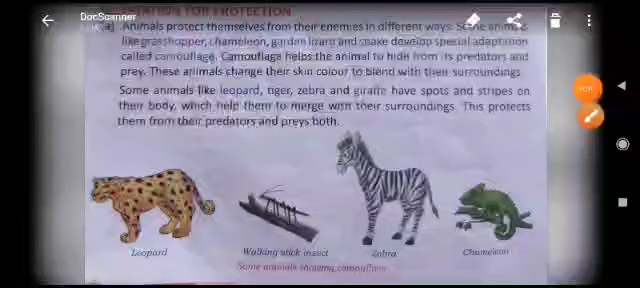 DocScanner
ADAPTATION FOR PROTECTION
(a) Animals protect themselves from their enemies in different ways. Some animals
like grasshopper, chameleon, garden lizard and snake develop special adaptation
called camouflage. Camouflage helps the animal to hide from its predators and
prey. These animals change their skin colour to blend with their surroundings.
Some animals like leopard, tiger, zebra and giraffe have spots and stripes on
their body, which help them to merge with their surroundings. This protects
them from their predators and preys both.
Leopard
Walking stick insect
Zebra
Chameleon
Some animals showing camouflage